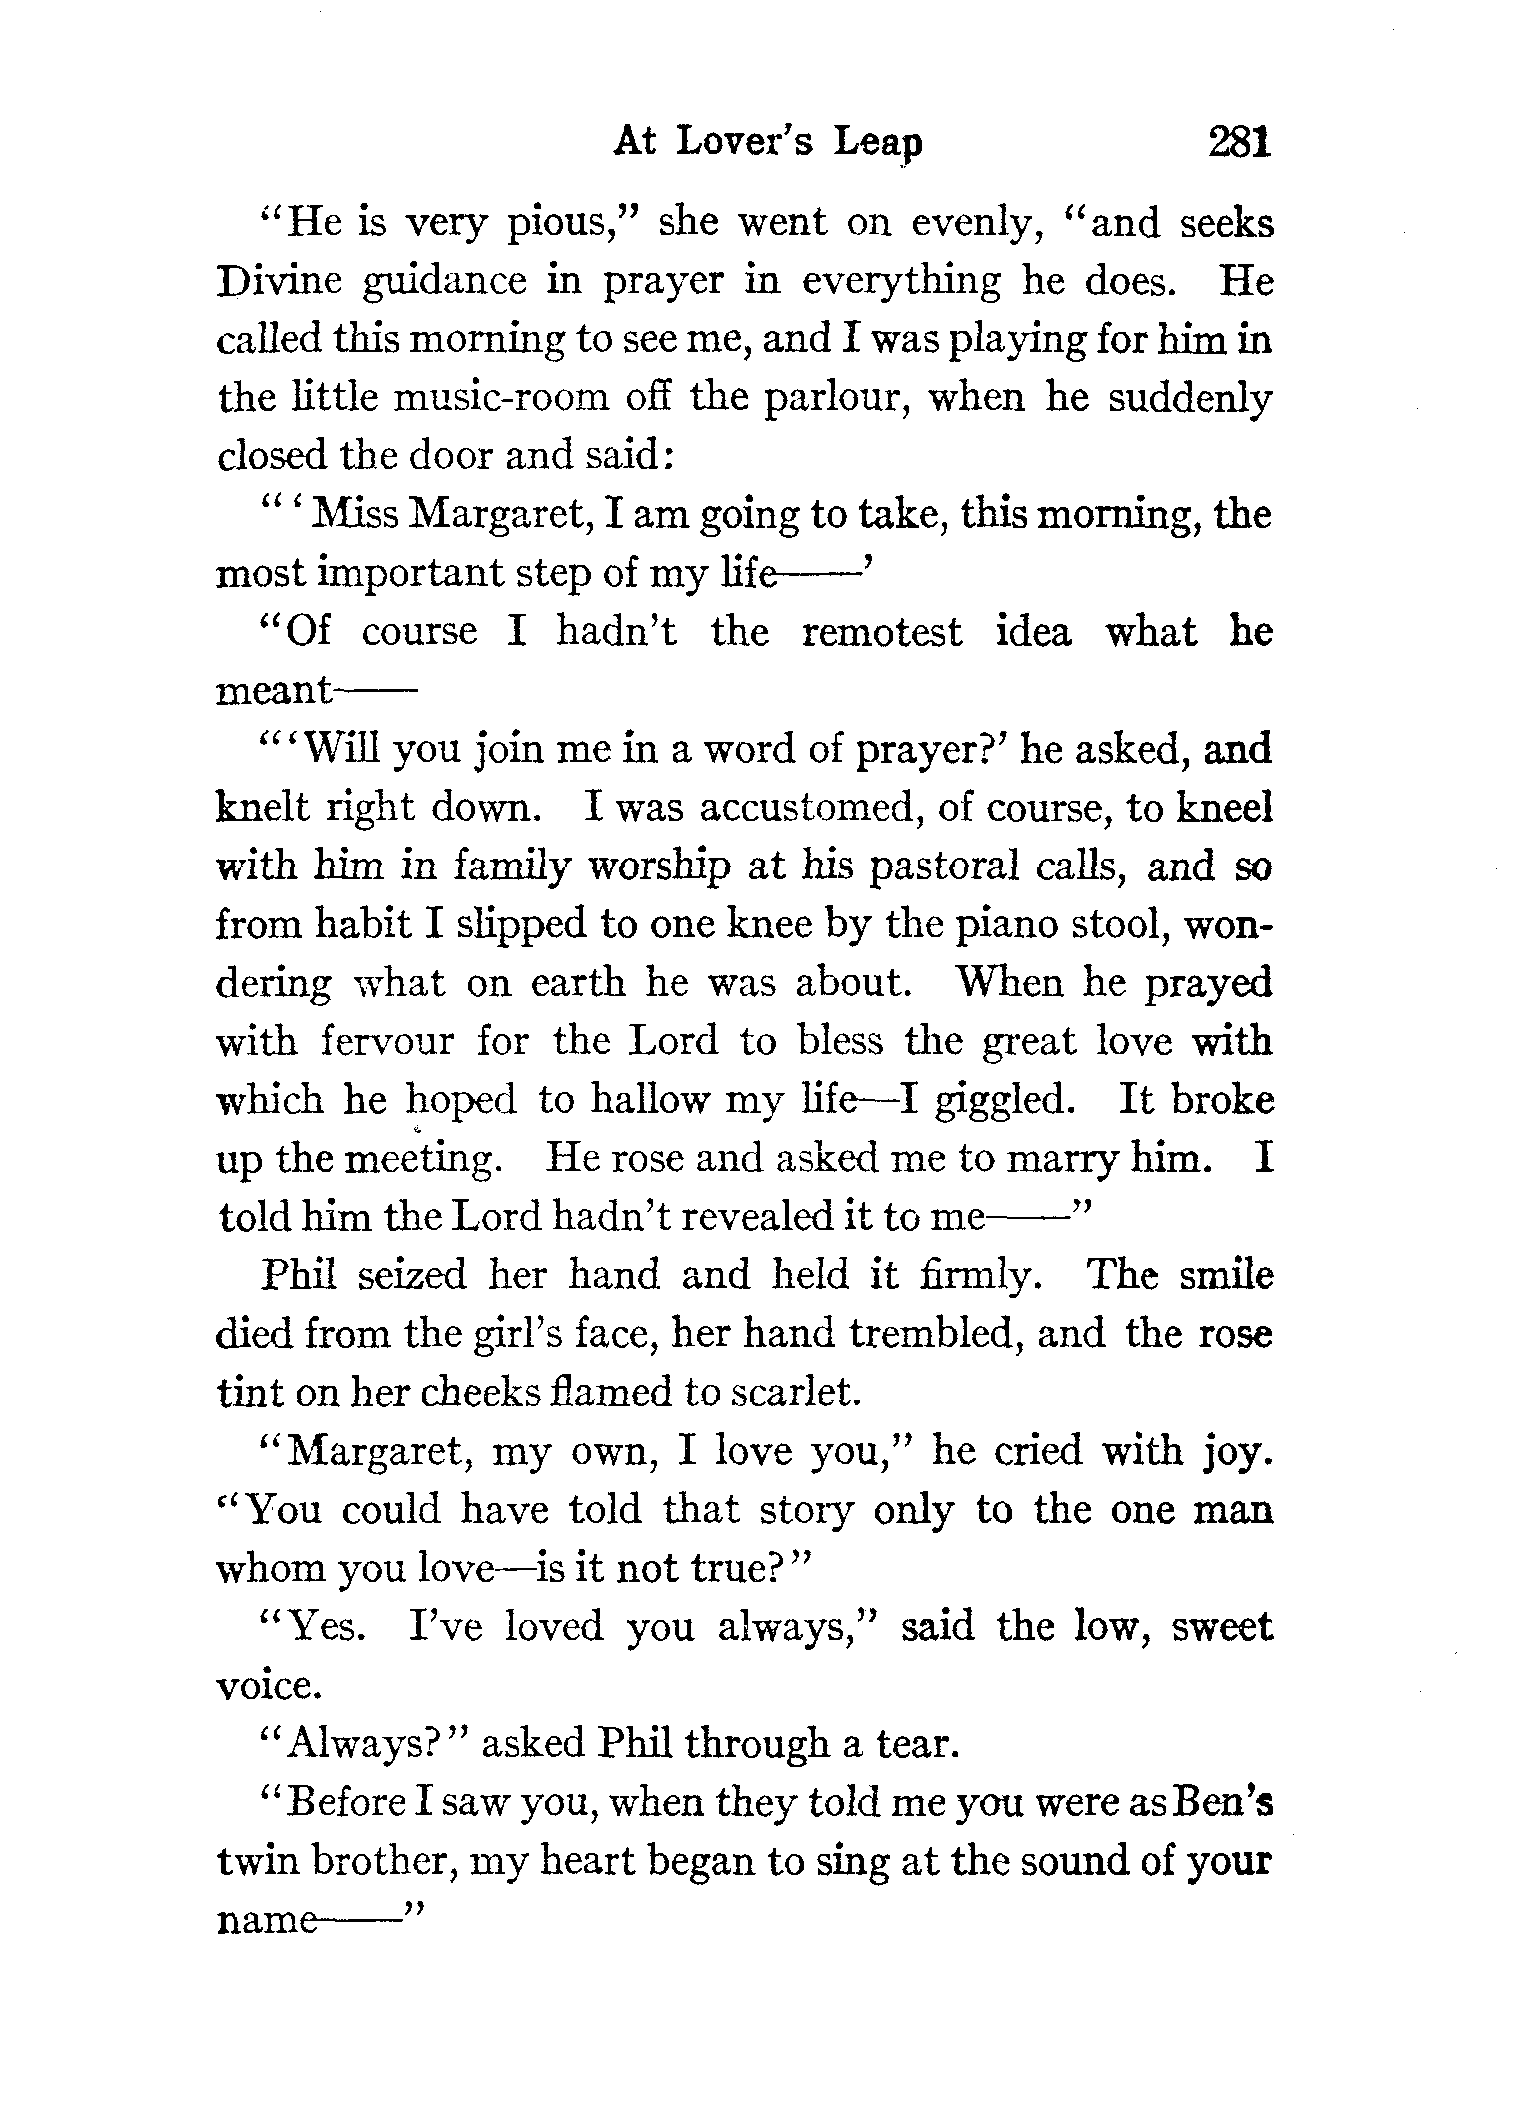 At Lover's Leap 281
"He is very pious," she went on evenly, "and seeks
Divine guidance in prayer in everything he does. He
called this morning to see me, and I was playing for him in
the little music-room off the parlour, when he suddenly
closed the door and said:
"'Miss Margaret, I am going to take, this morning, the
most important step of my life——'
"Of course I hadn't the remotest idea what he
meant——
"'Will you join me in a word of prayer?' he asked, and
knelt right down. I was accustomed, of course, to kneel
with him in family worship at his pastoral calls, and so
from habit I slipped to one knee by the piano stool, won-
dering what on earth he was about. When he prayed
with fervour for the Lord to bless the great love with
which he hoped to hallow my life—I giggled. It broke
up the meeting. He rose and asked me to marry him. I
told him the Lord hadn't revealed it to me——"
Phil seized her hand and held it firmly. The smile
died from the girl's face, her hand trembled, and the rose
tint on her cheeks flamed to scarlet.
"Margaret, my own, I love you," he cried with joy.
"You could have told that story only to the one man
whom you love—is it not true?"
"Yes. I've loved you always," said the low, sweet
voice.
"Always?" asked Phil through a tear.
"Before I saw you, when they told me you were as Ben's
twin brother, my heart began to sing at the sound of your
name——"